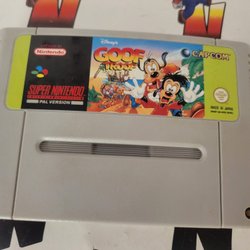 Nintendo
Disney's
GOOF
TROOP
CAPCOM
SUPER NINTENDO
PAL VERSION
MADE IN JAPAN